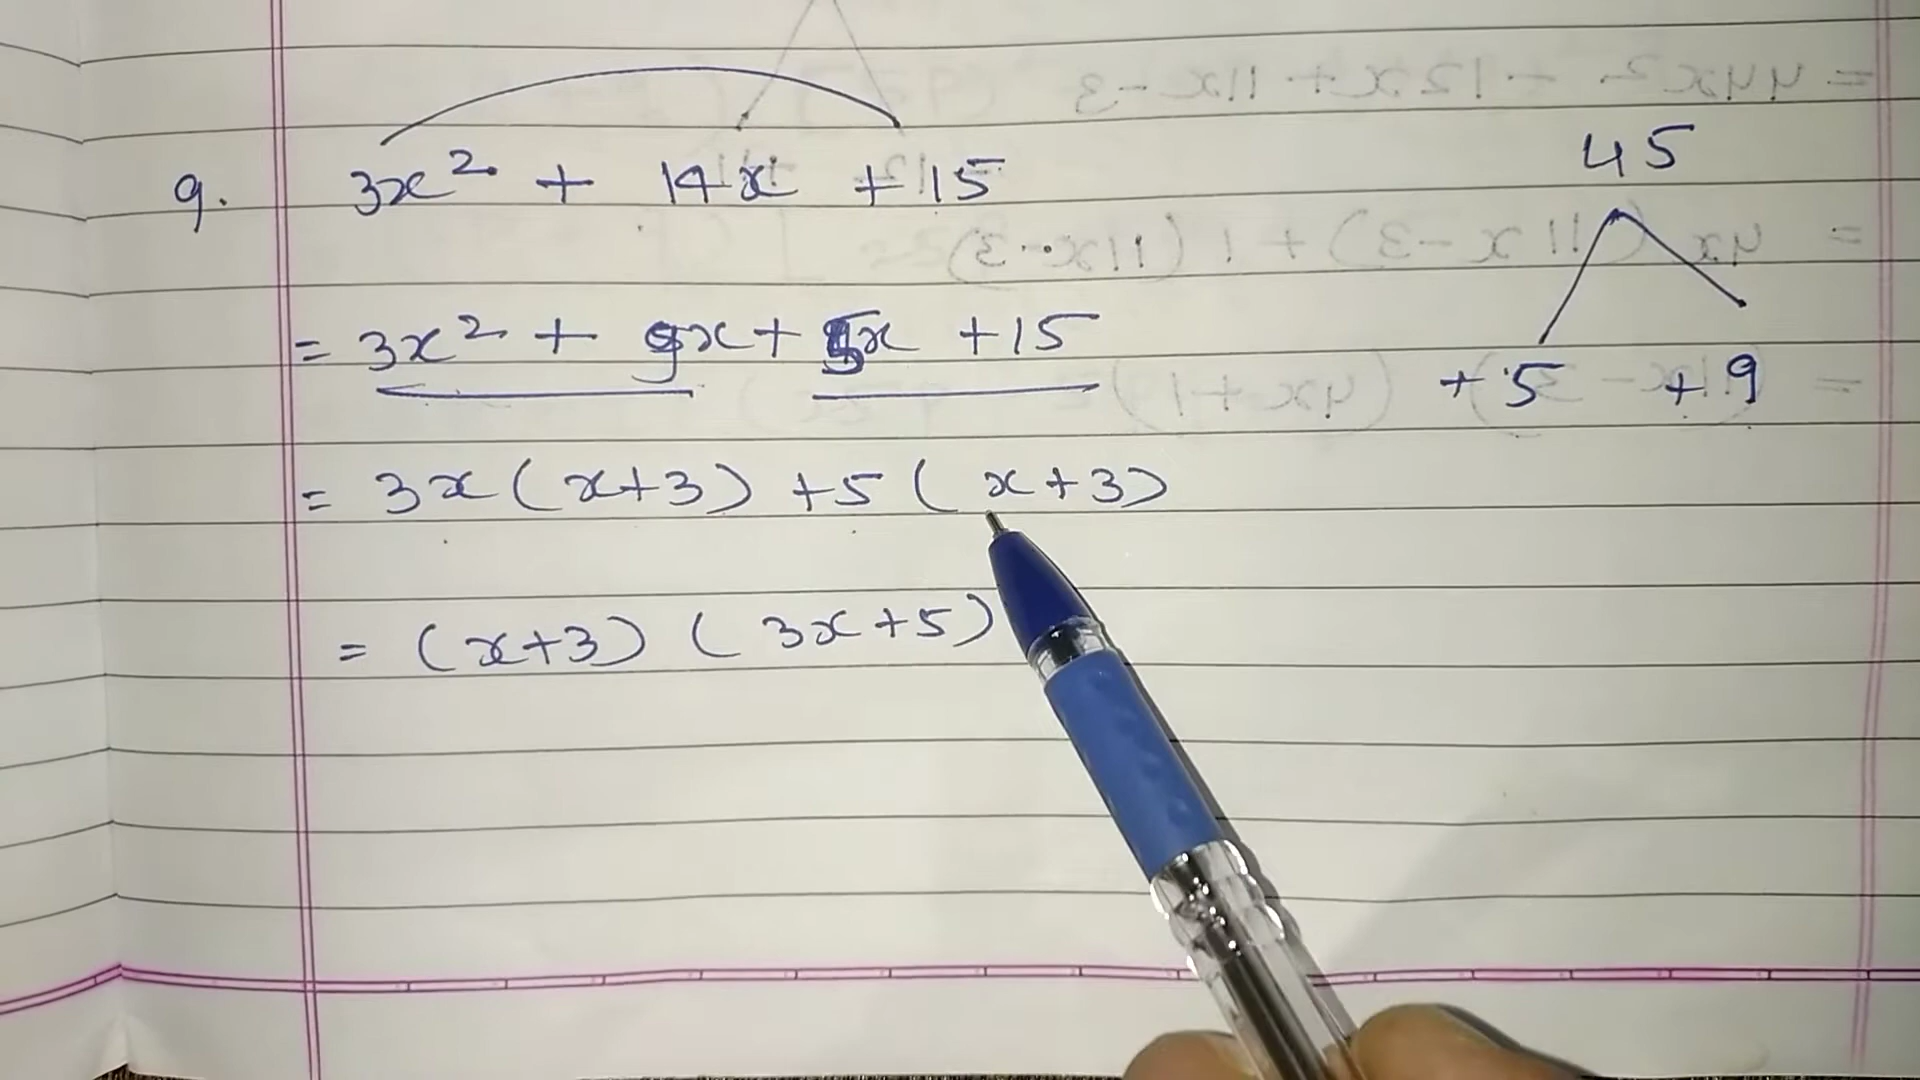 9. 3x² + 14x + 15
45
= 3x² + 9x + 5x + 15
+5 +9
= 3x (x+3) +5 (x+3)
= (x+3) (3x+5)